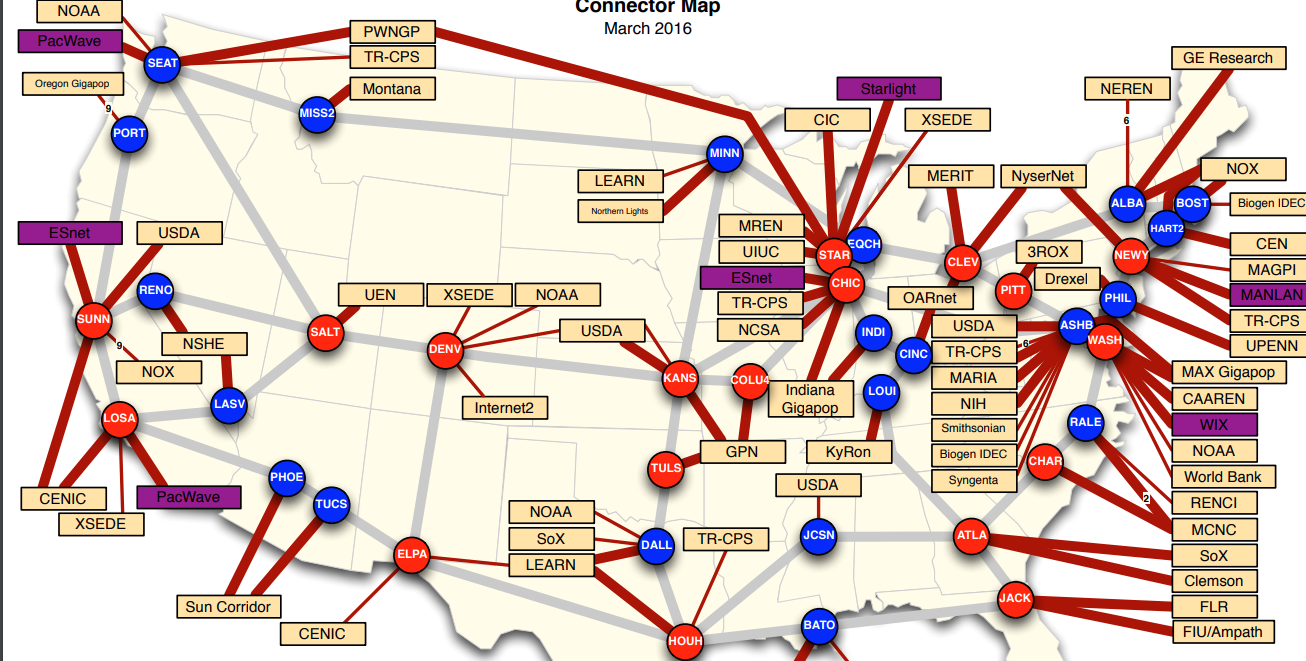 Connector Map
March 2016
NOAA
PacWave
SEAT
PWNGP
TR-CPS
Oregon Gigapop
9
PORT
Montana
MISS2
GE Research
Starlight
NEREN
6
CIC
XSEDE
MINN
LEARN
Northern Lights
MERIT
NyserNet
NOX
ALBA
BOST
Biogen IDEC
HART2
ESnet
USDA
MREN
UIUC
ESnet
TR-CPS
NCSA
STAR
EQCH
CHIC
CLEV
3ROX
NEWY
CEN
MAGPI
MANLAN
TR-CPS
UPENN
PITT
Drexel
PHIL
RENO
SUNN
9
NSHE
NOX
UEN
XSEDE
NOAA
SALT
DENV
USDA
OARnet
INDI
CINC
USDA
TR-CPS
6
MARIA
NIH
Smithsonian
Biogen IDEC
Syngenta
ASHB
WASH
MAX Gigapop
CAAREN
WIX
NOAA
World Bank
RENCI
MCNC
2
KANS
COLU4
Indiana
Gigapop
LOUI
LASV
LOSA
Internet2
RALE
CHAR
GPN
KyRon
TULS
PHOE
TUCS
CENIC
XSEDE
PacWave
USDA
NOAA
SoX
LEARN
DALL
TR-CPS
JCSN
ATLA
SoX
Clemson
ELPA
Sun Corridor
CENIC
JACK
FLR
FIU/Ampath
HOUH
BATO